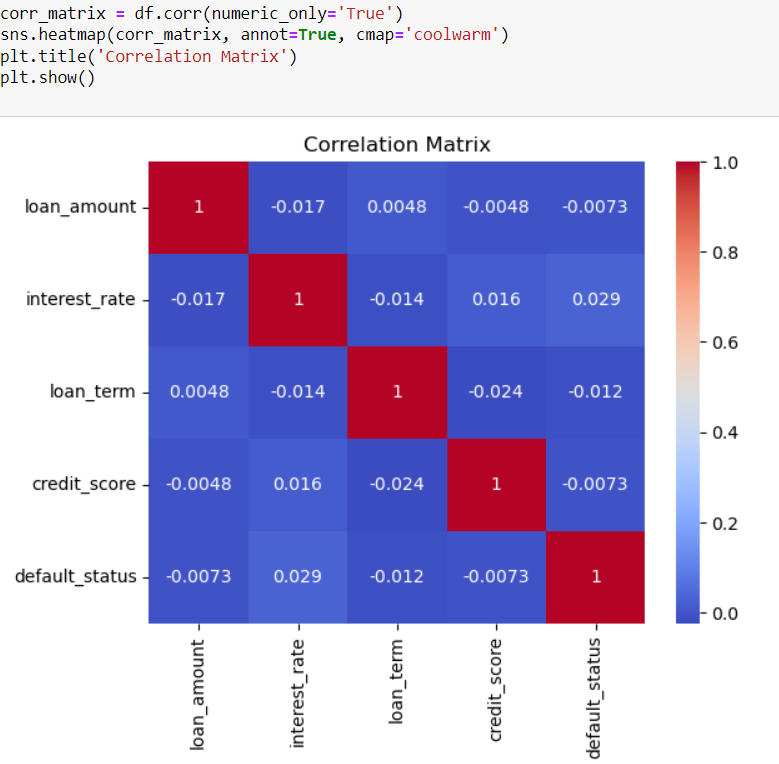 corr_matrix = df.corr(numeric_only='True')
sns.heatmap(corr_matrix, annot=True, cmap='coolwarm')
plt.title('Correlation Matrix')
plt.show()
Correlation Matrix
loan_amount 1 -0.017 0.0048 -0.0048 -0.0073
interest_rate -0.017 1 -0.014 0.016 0.029
loan_term 0.0048 -0.014 1 -0.024 -0.012
credit_score -0.0048 0.016 -0.024 1 -0.0073
default_status -0.0073 0.029 -0.012 -0.0073 1
loan_amount
interest_rate
loan_term
credit_score
default_status
1.0
0.8
0.6
0.4
0.2
0.0